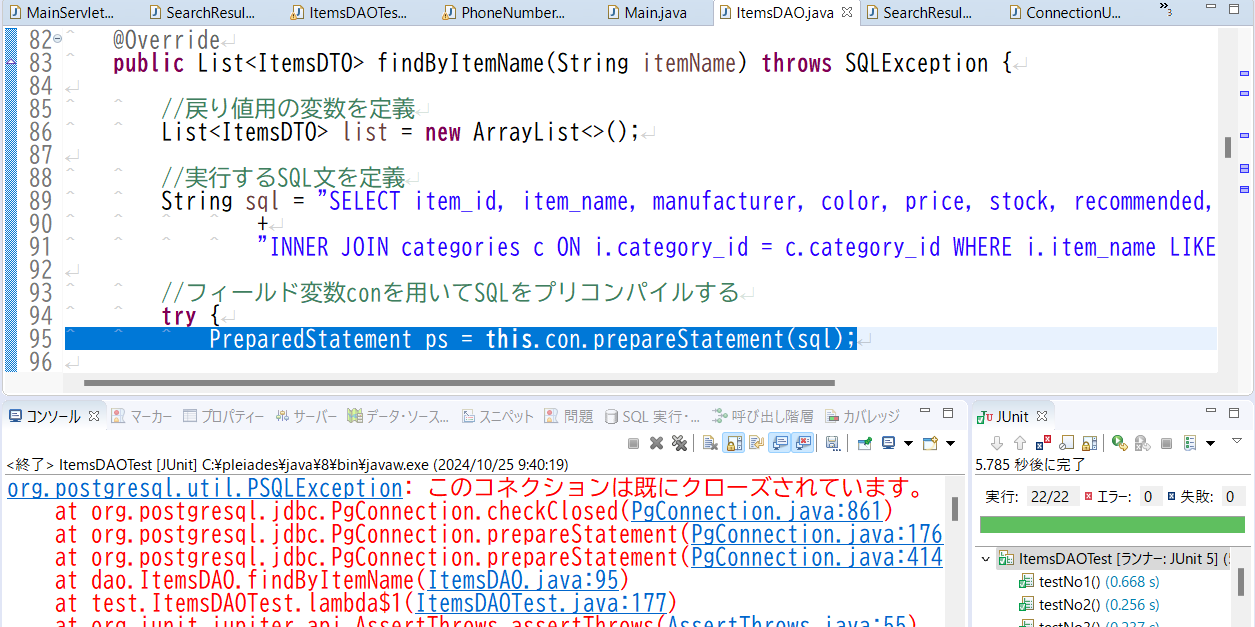 MainServlet... SearchResul... ItemsDAOTes... PhoneNumber... Main.java ItemsDAO.java SearchResul... ConnectionU... »3
82 @Override
83 public List<ItemsDTO> findByItemName(String itemName) throws SQLException {
84
85 //戻り値用の変数を定義
86 List<ItemsDTO> list = new ArrayList<>();
87
88 //実行するSQL文を定義
89 String sql = "SELECT item_id, item_name, manufacturer, color, price, stock, recommended,
90 +
91 "INNER JOIN categories c ON i.category_id = c.category_id WHERE i.item_name LIKE
92
93 //フィールド変数conを用いてSQLをプリコンパイルする
94 try {
95 PreparedStatement ps = this.con.prepareStatement(sql);
96
コンソール マーカー プロパティー サーバー データ・ソース... スニペット 問題 SQL 実行・... 呼び出し階層 カバレッジ
<終了> ItemsDAOTest [JUnit] C:¥pleiades¥java¥8¥bin¥javaw.exe (2024/10/25 9:40:19)
org.postgresql.util.PSQLException: このコネクションは既にクローズされています。
at org.postgresql.jdbc.PgConnection.checkClosed(PgConnection.java:861)
at org.postgresql.jdbc.PgConnection.prepareStatement(PgConnection.java:176
at org.postgresql.jdbc.PgConnection.prepareStatement(PgConnection.java:414
at dao.ItemsDAO.findByItemName(ItemsDAO.java:95)
at test.ItemsDAOTest.lambda$1(ItemsDAOTest.java:177)
at org.junit.jupiter.api.AssertThrows.assertThrows(AssertThrows.java:55)
JUnit
5.785 秒後に完了
実行: 22/22 エラー: 0 失敗: 0
ItemsDAOTest [ランナー: JUnit 5] (
testNo1() (0.668 s)
testNo2() (0.256 s)
testNo3() (0.227 s)